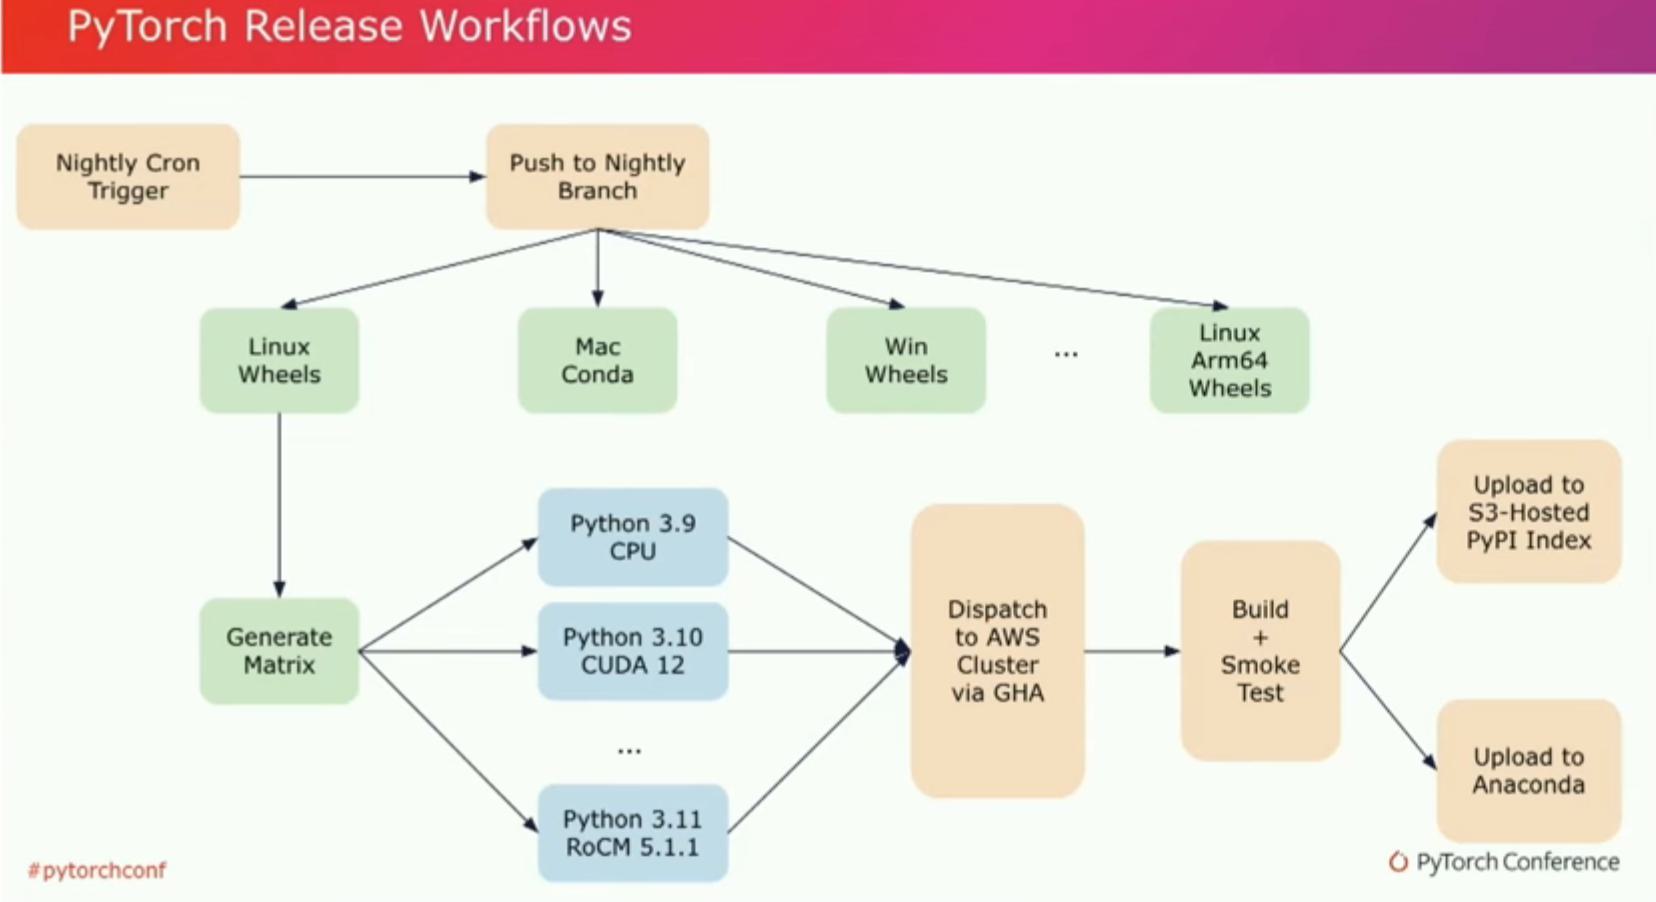 PyTorch Release Workflows
Nightly Cron
Trigger
Push to Nightly
Branch
Linux
Wheels
Mac
Conda
Win
Wheels
...
Linux
Arm64
Wheels
Generate
Matrix
Python 3.9
CPU
Python 3.10
CUDA 12
...
Python 3.11
RoCM 5.1.1
Dispatch
to AWS
Cluster
via GHA
Build
+
Smoke
Test
Upload to
S3-Hosted
PyPI Index
Upload to
Anaconda
#pytorchconf
PyTorch Conference